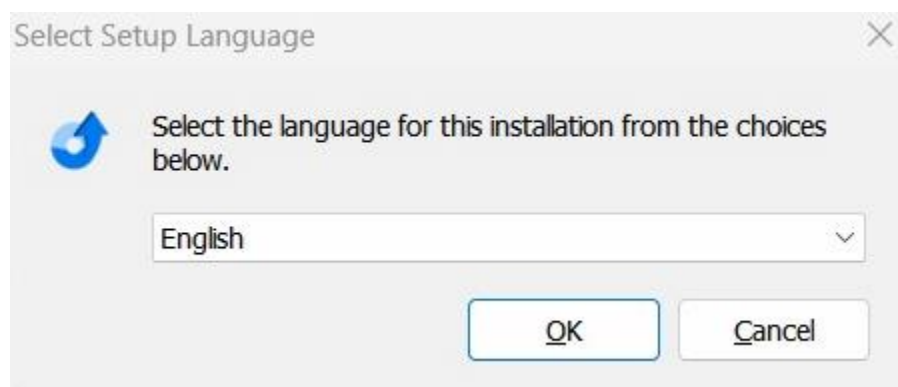 Select Setup Language
Select the language for this installation from the choices
below.
English
OK
Cancel